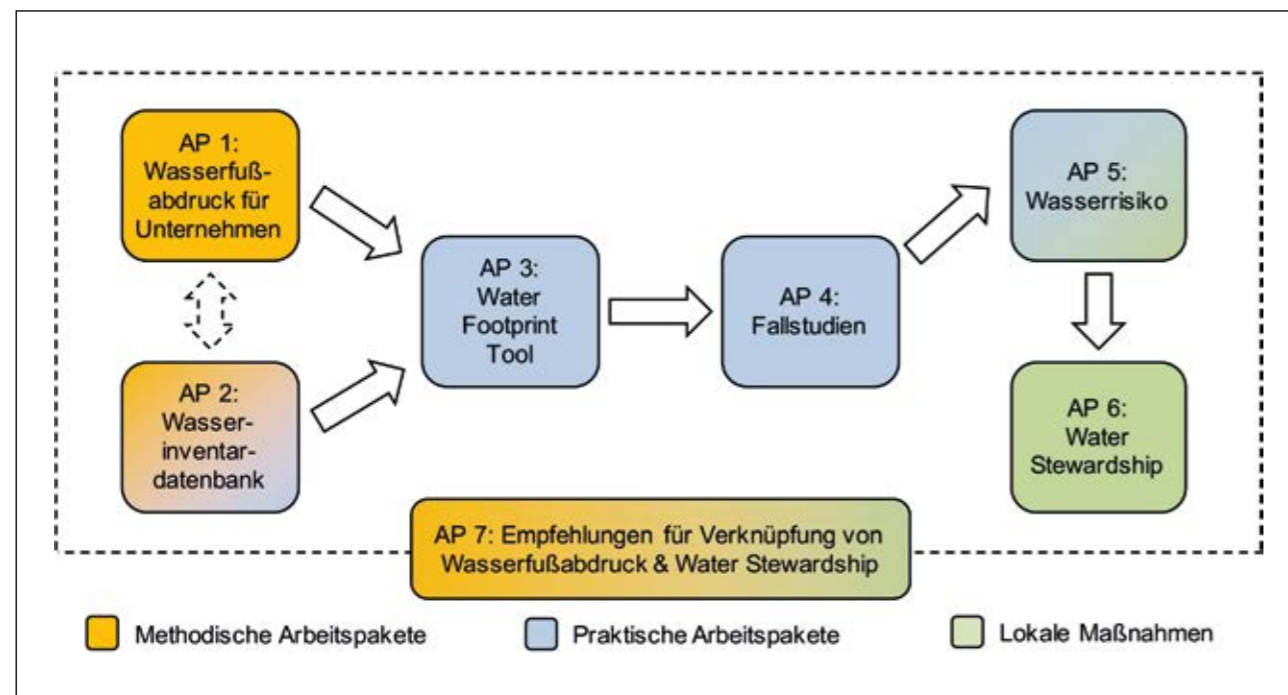 AP 1:
Wasserfuß-
abdruck für
Unternehmen
AP 2:
Wasser-
inventar-
datenbank
AP 3:
Water
Footprint
Tool
AP 4:
Fallstudien
AP 5:
Wasserrisiko
AP 6:
Water
Stewardship
AP 7: Empfehlungen für Verknüpfung von
Wasserfußabdruck & Water Stewardship
Methodische Arbeitspakete
Praktische Arbeitspakete
Lokale Maßnahmen